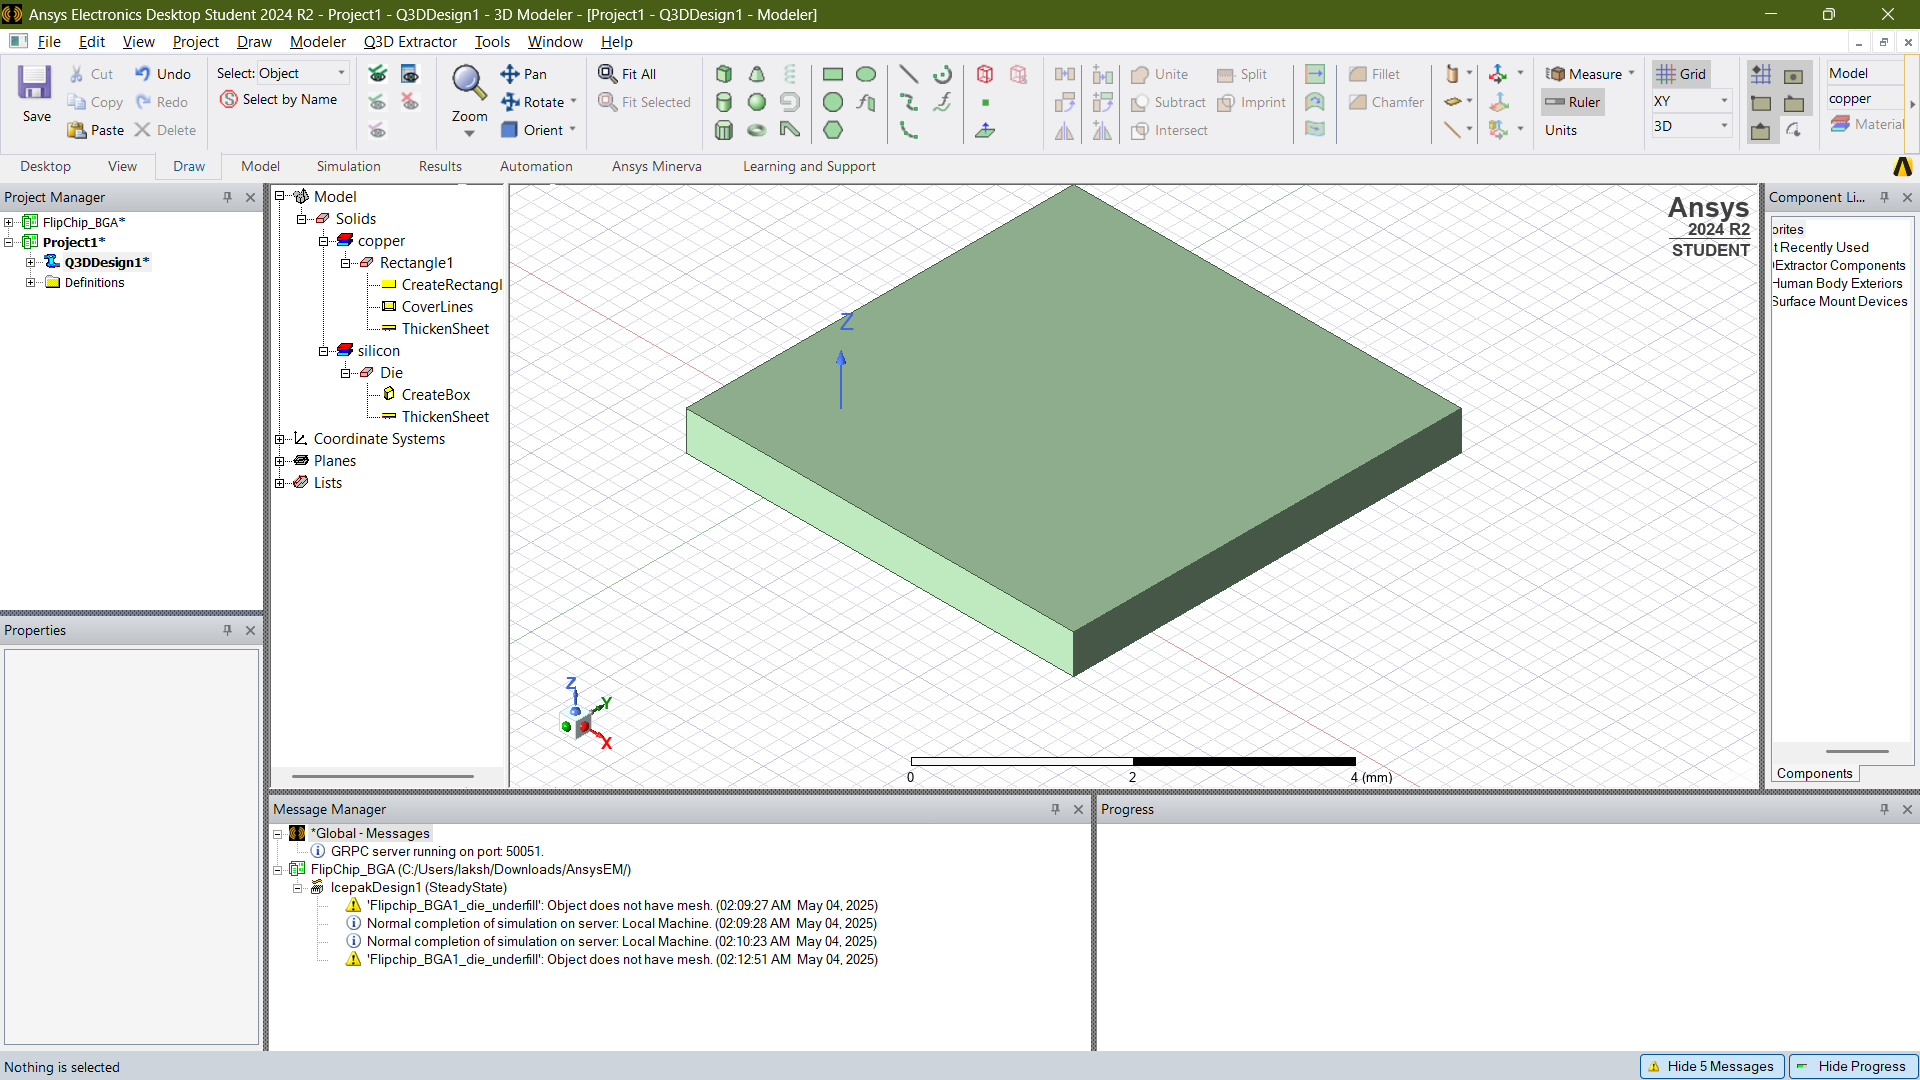 Ansys Electronics Desktop Student 2024 R2 - Project1 - Q3DDesign1 - 3D Modeler - [Project1 - Q3DDesign1 - Modeler]
File Edit View Project Draw Modeler Q3D Extractor Tools Window Help
Save
Cut
Copy
Paste
Undo
Redo
Delete
Select: Object
Select by Name
Zoom
Pan
Rotate
Orient
Fit All
Fit Selected
Unite
Subtract
Intersect
Split
Imprint
Fillet
Chamfer
Measure
Ruler
Units
Grid
XY
3D
Model
copper
Material
Desktop View Draw Model Simulation Results Automation Ansys Minerva Learning and Support
Project Manager
FlipChip_BGA*
Project1*
Q3DDesign1*
Definitions
Properties
Model
Solids
copper
Rectangle1
CreateRectangl
CoverLines
ThickenSheet
silicon
Die
CreateBox
ThickenSheet
Coordinate Systems
Planes
Lists
Z
Ansys
2024 R2
STUDENT
Z
Y
X
0 2 4 (mm)
Component Li...
orites
t Recently Used
Extractor Components
Human Body Exteriors
Surface Mount Devices
Components
Message Manager
*Global - Messages
GRPC server running on port: 50051.
FlipChip_BGA (C:/Users/laksh/Downloads/AnsysEM/)
IcepakDesign1 (SteadyState)
'Flipchip_BGA1_die_underfill': Object does not have mesh. (02:09:27 AM May 04, 2025)
Normal completion of simulation on server: Local Machine. (02:09:28 AM May 04, 2025)
Normal completion of simulation on server: Local Machine. (02:10:23 AM May 04, 2025)
'Flipchip_BGA1_die_underfill': Object does not have mesh. (02:12:51 AM May 04, 2025)
Progress
Nothing is selected
Hide 5 Messages
Hide Progress